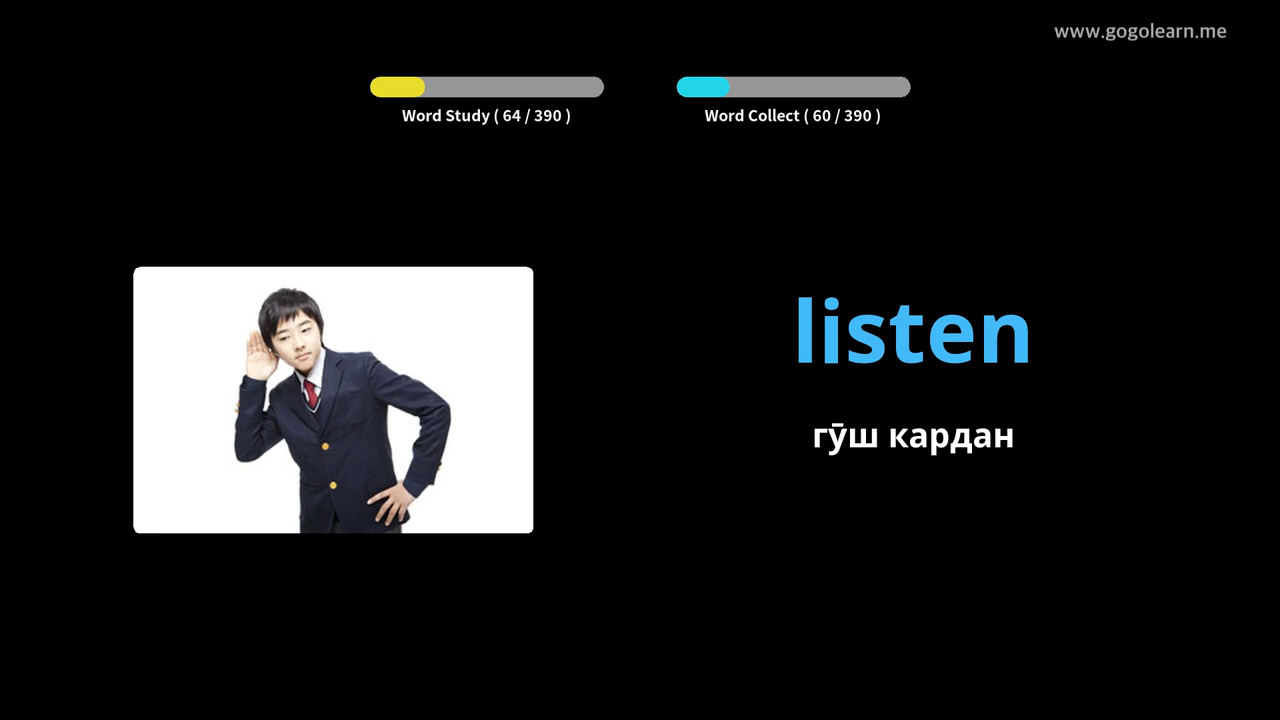 www.gogolearn.me
Word Study ( 64 / 390 )
Word Collect ( 60 / 390 )
listen
гӯш кардан